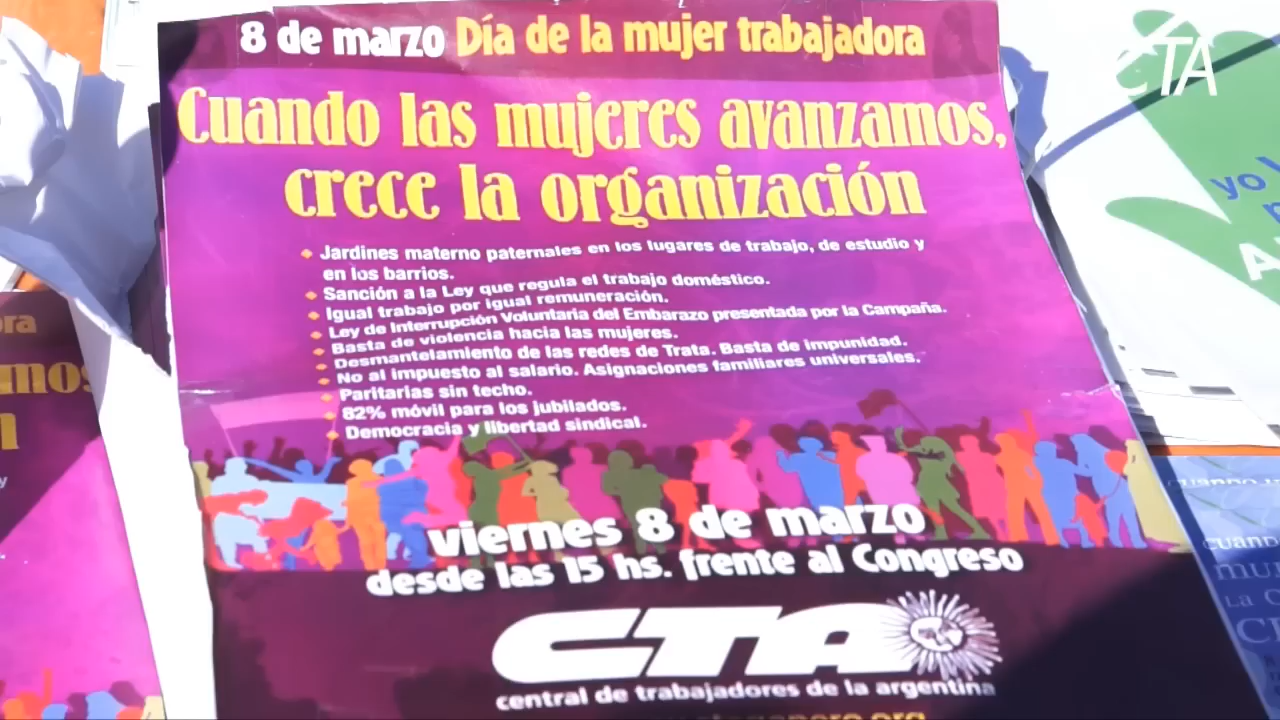 8 de marzo Día de la mujer trabajadora
CTA
Cuando las mujeres avanzamos,
crece la organización
Jardines materno paternales en los lugares de trabajo, de estudio y
en los barrios.
Sanción a la Ley que regula el trabajo doméstico.
Igual trabajo por igual remuneración.
Ley de Interrupción Voluntaria del Embarazo presentada por la Campaña.
Basta de violencia hacia las mujeres.
Desmantelamiento de las redes de Trata. Basta de impunidad.
No al impuesto al salario. Asignaciones familiares universales.
Paritarias sin techo.
82% móvil para los jubilados.
Democracia y libertad sindical.
viernes 8 de marzo
desde las 15 hs. frente al Congreso
CTA
central de trabajadores de la argentina
yo